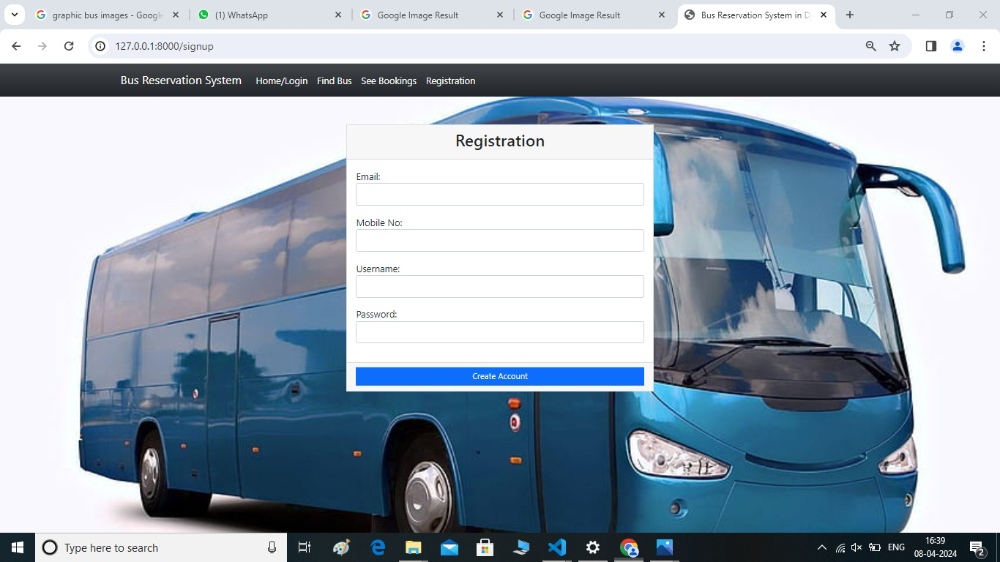 graphic bus images - Google
(1) WhatsApp
Google Image Result
Google Image Result
Bus Reservation System in D
127.0.0.1:8000/signup
Bus Reservation System
Home/Login
Find Bus
See Bookings
Registration
Registration
Email:
Mobile No:
Username:
Password:
Create Account
Type here to search
ENG
16:39
08-04-2024
2